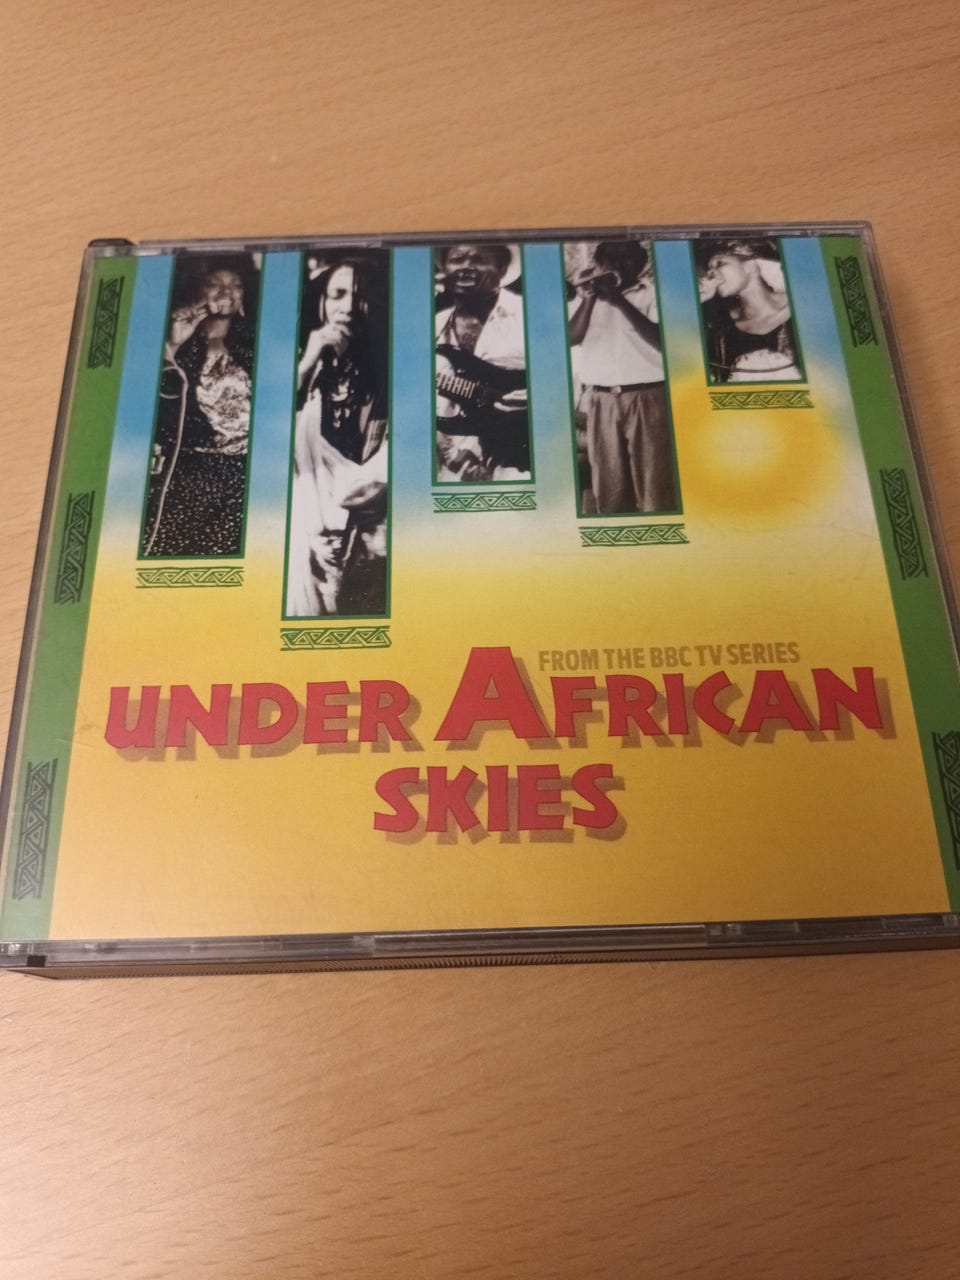 FROM THE BBC TV SERIES
UNDER AFRICAN
SKIES